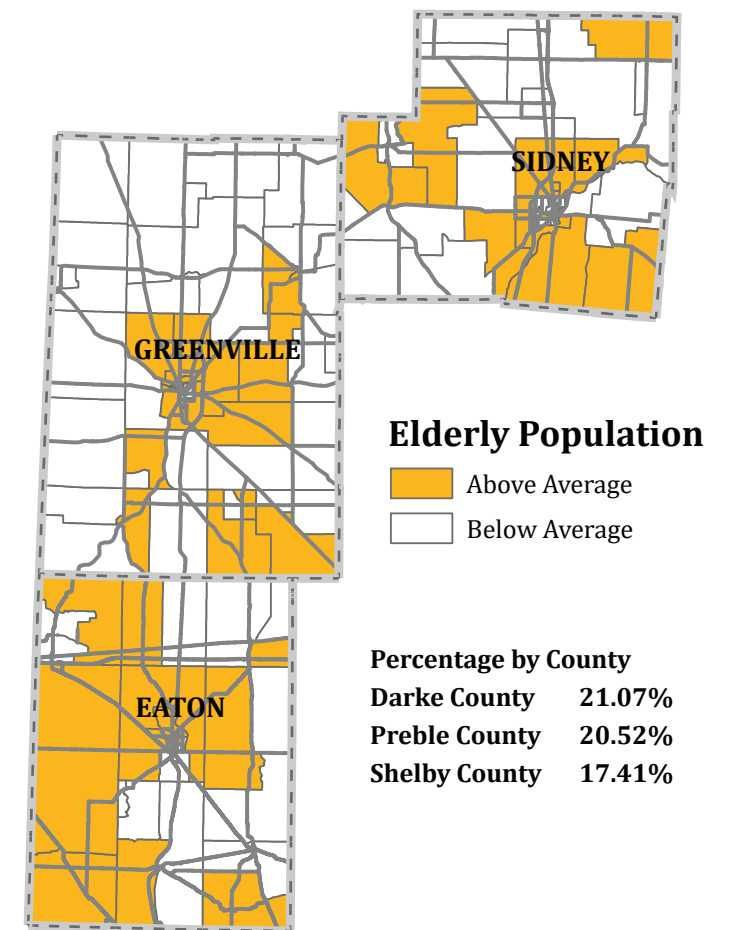 SIDNEY
GREENVILLE
Elderly Population
Above Average
Below Average
Percentage by County
Darke County 21.07%
Preble County 20.52%
Shelby County 17.41%
EATON